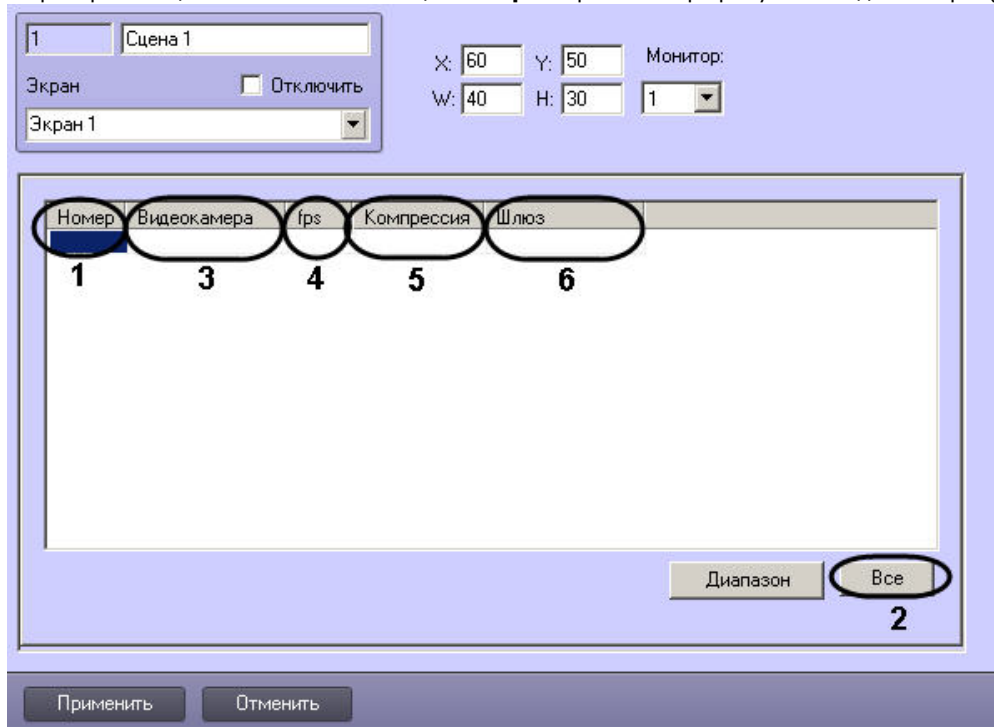 1 Сцена 1
X: 60 Y: 50 Монитор:
Экран Отключить
W: 40 H: 30 1
Экран 1
Номер Видеокамера fps Компрессия Шлюз
1 3 4 5 6
Диапазон Все
2
Применить Отменить